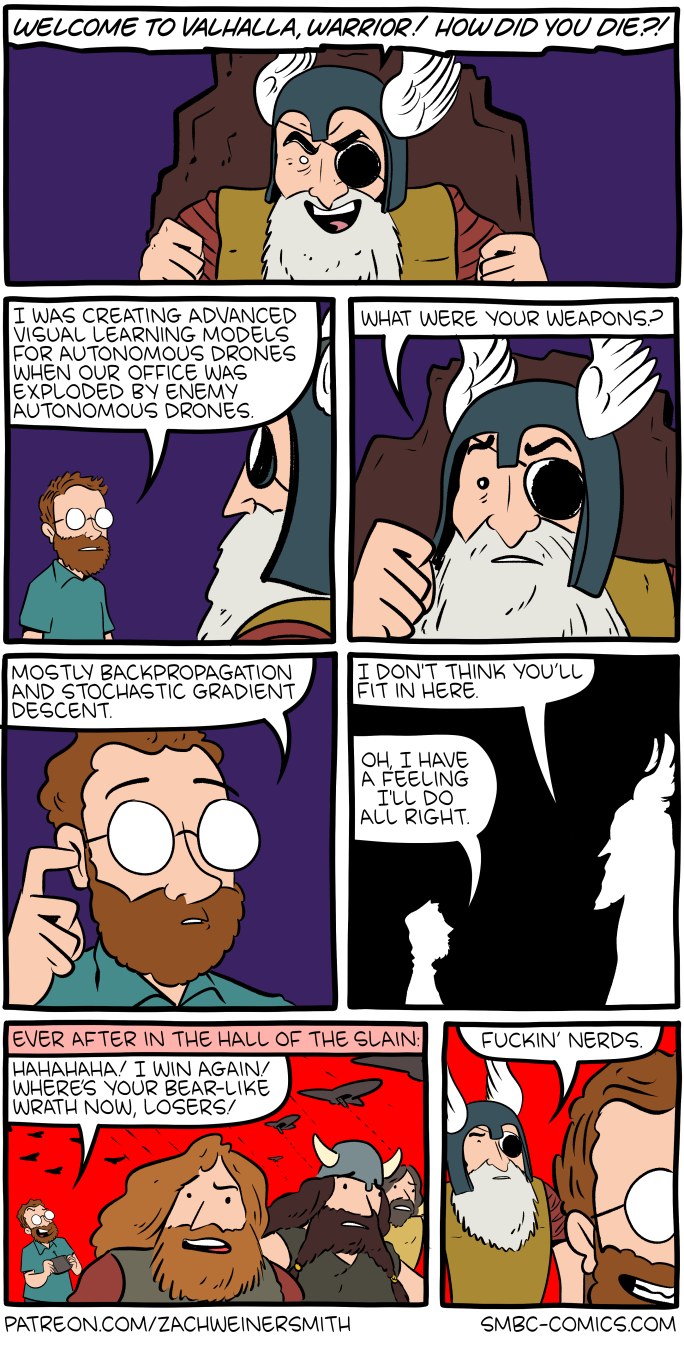 WELCOME TO VALHALLA, WARRIOR! HOW DID YOU DIE?!
I WAS CREATING ADVANCED
VISUAL LEARNING MODELS
FOR AUTONOMOUS DRONES
WHEN OUR OFFICE WAS
EXPLODED BY ENEMY
AUTONOMOUS DRONES.
WHAT WERE YOUR WEAPONS?
MOSTLY BACKPROPAGATION
AND STOCHASTIC GRADIENT
DESCENT.
I DON'T THINK YOU'LL
FIT IN HERE.
OH, I HAVE
A FEELING
I'LL DO
ALL RIGHT.
EVER AFTER IN THE HALL OF THE SLAIN:
HAHAHAHA! I WIN AGAIN!
WHERE'S YOUR BEAR-LIKE
WRATH NOW, LOSERS!
FUCKIN' NERDS.
PATREON.COM/ZACHWEINERSMITH
SMBC-COMICS.COM